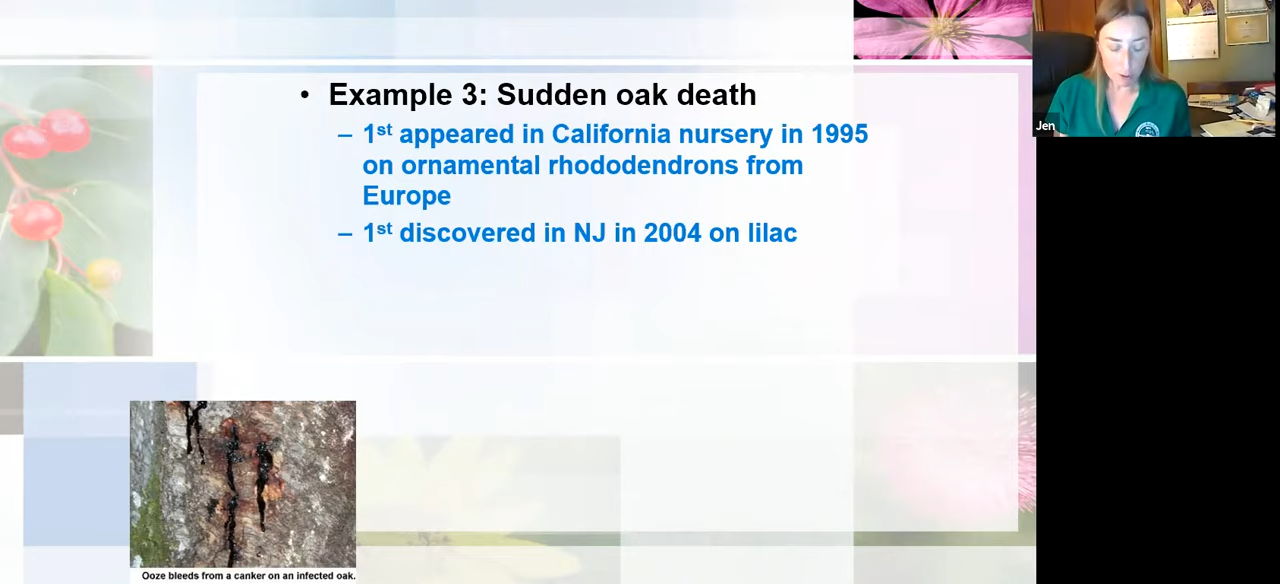 • Example 3: Sudden oak death
– 1st appeared in California nursery in 1995
on ornamental rhododendrons from
Europe
– 1st discovered in NJ in 2004 on lilac
Ooze bleeds from a canker on an infected oak.
Jen